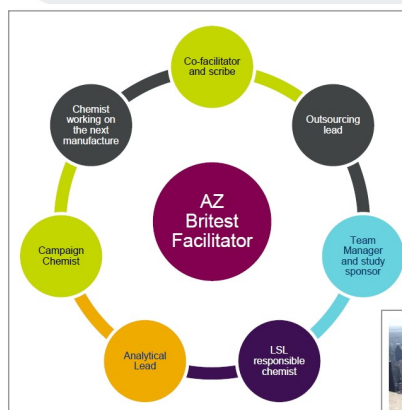 Co-facilitator
and scribe
Chemist
working on
the next
manufacture
Outsourcing
lead
AZ
Britest
Facilitator
Campaign
Chemist
Team
Manager
and study
sponsor
Analytical
Lead
LSL
responsible
chemist